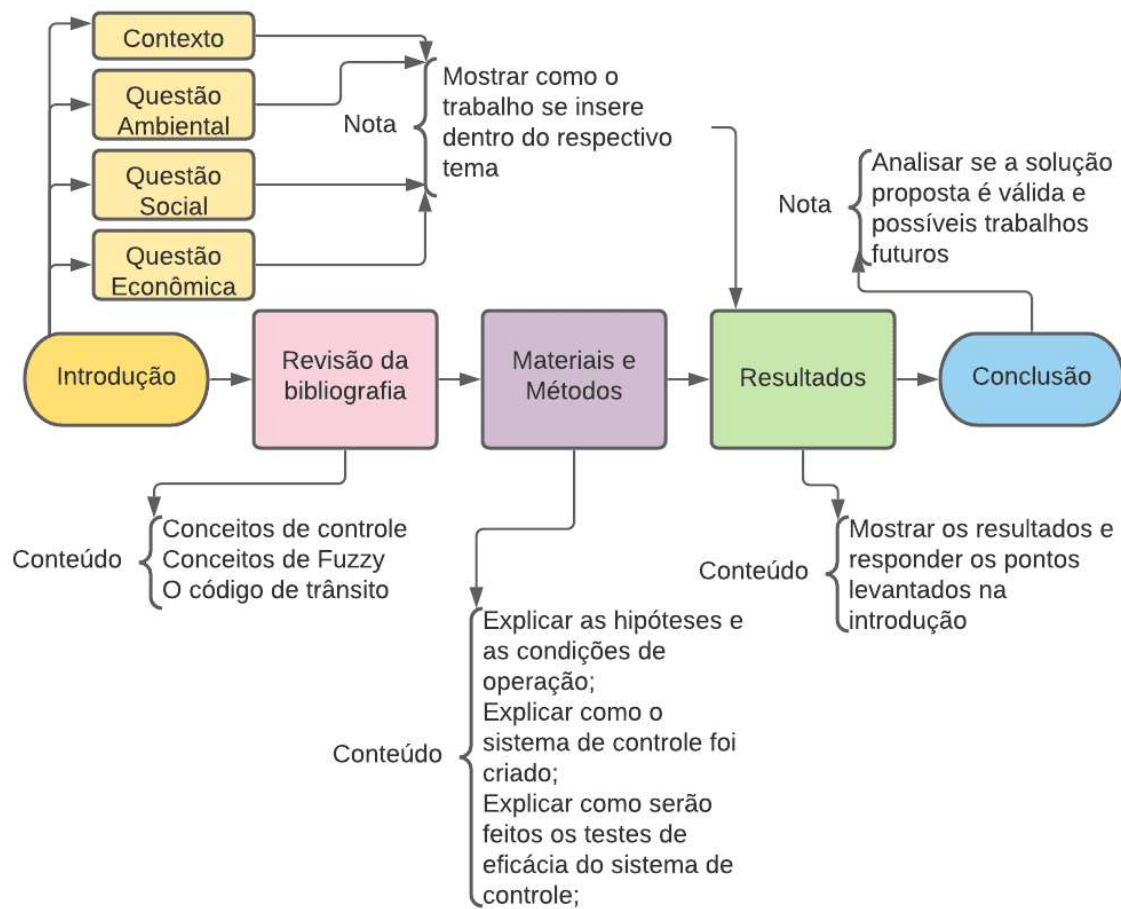 Contexto
Questão
Ambiental
Questão
Social
Questão
Econômica
Nota
Mostrar como o
trabalho se insere
dentro do respectivo
tema
Nota
Analisar se a solução
proposta é válida e
possíveis trabalhos
futuros
Introdução
Revisão da
bibliografia
Materiais e
Métodos
Resultados
Conclusão
Conteúdo
Conceitos de controle
Conceitos de Fuzzy
O código de trânsito
Conteúdo
Explicar as hipóteses e
as condições de
operação;
Explicar como o
sistema de controle foi
criado;
Explicar como serão
feitos os testes de
eficácia do sistema de
controle;
Conteúdo
Mostrar os resultados e
responder os pontos
levantados na
introdução